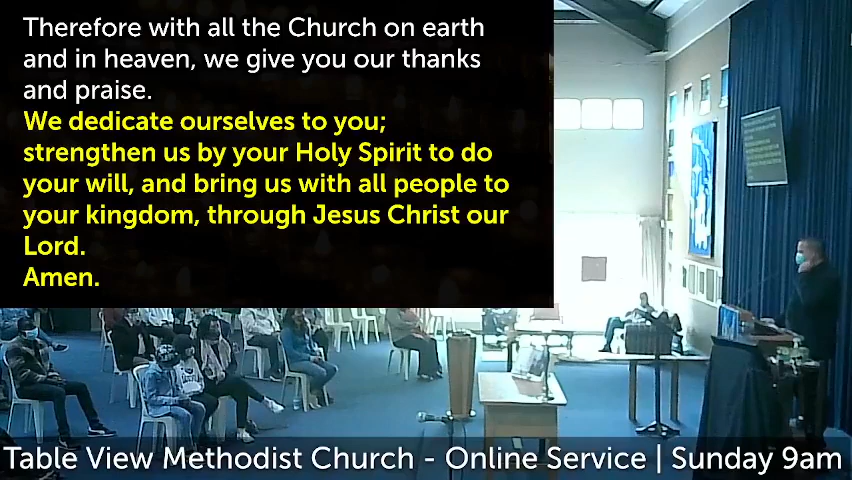 Therefore with all the Church on earth
and in heaven, we give you our thanks
and praise.
We dedicate ourselves to you;
strengthen us by your Holy Spirit to do
your will, and bring us with all people to
your kingdom, through Jesus Christ our
Lord.
Amen.
Table View Methodist Church - Online Service | Sunday 9am